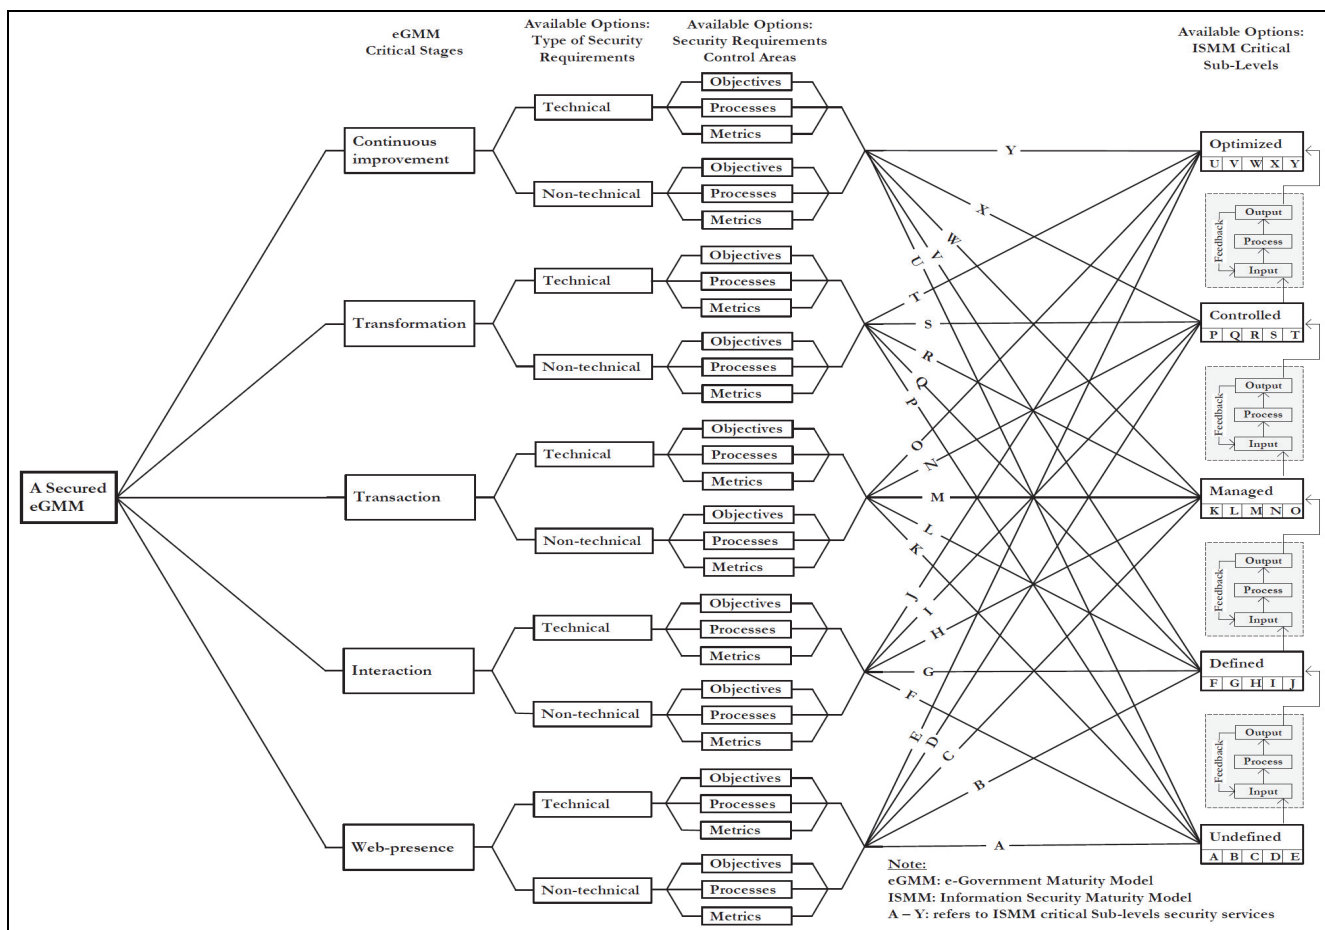 eGMM
Critical Stages
Available Options:
Type of Security
Requirements
Available Options:
Security Requirements
Control Areas
Available Options:
ISMM Critical
Sub-Levels
A Secured
eGMM
Continuous
improvement
Technical
Objectives
Processes
Metrics
Non-technical
Objectives
Processes
Metrics
Transformation
Technical
Objectives
Processes
Metrics
Non-technical
Objectives
Processes
Metrics
Transaction
Technical
Objectives
Processes
Metrics
Non-technical
Objectives
Processes
Metrics
Interaction
Technical
Objectives
Processes
Metrics
Non-technical
Objectives
Processes
Metrics
Web-presence
Technical
Objectives
Processes
Metrics
Non-technical
Objectives
Processes
Metrics
Y
X
W
V
U
T
S
R
Q
P
O
N
M
L
K
J
I
H
G
F
E
D
C
B
A
Optimized
U V W X Y
Output
Process
Input
Feedback
Controlled
P Q R S T
Output
Process
Input
Feedback
Managed
K L M N O
Output
Process
Input
Feedback
Defined
F G H I J
Output
Process
Input
Feedback
Undefined
A B C D E
Note:
eGMM: e-Government Maturity Model
ISMM: Information Security Maturity Model
A – Y: refers to ISMM critical Sub-levels security services